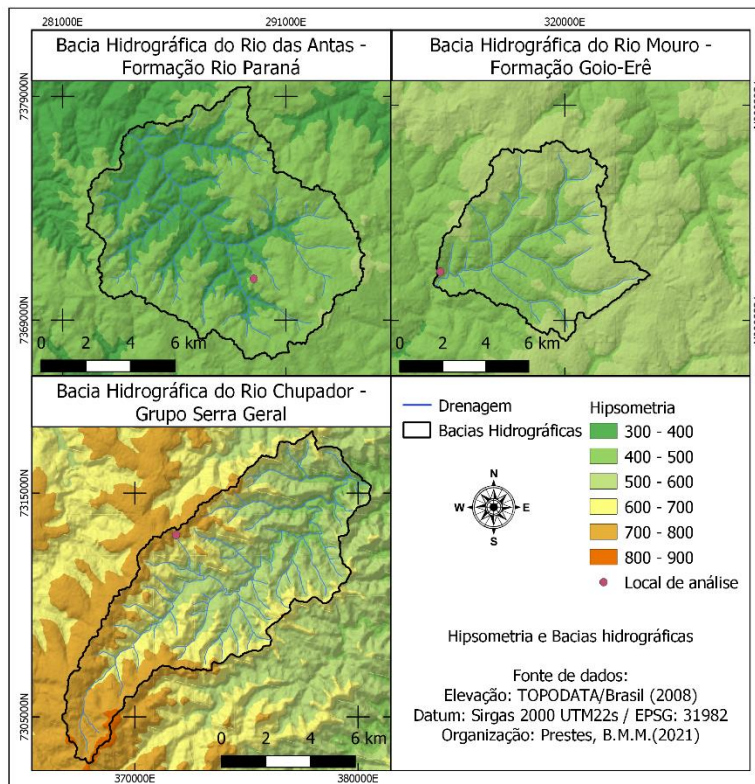 281000E
291000E
320000E
Bacia Hidrográfica do Rio das Antas -
Formação Rio Paraná
Bacia Hidrográfica do Rio Mouro -
Formação Goio-Erê
7379000N
7369000N
0 2 4 6 km
0 2 4 6 km
Bacia Hidrográfica do Rio Chupador -
Grupo Serra Geral
7315000N
7305000N
0 2 4 6 km
370000E
380000E
Drenagem
Bacias Hidrográficas
N
W E
S
Hipsometria
300 - 400
400 - 500
500 - 600
600 - 700
700 - 800
800 - 900
Local de análise
Hipsometria e Bacias hidrográficas
Fonte de dados:
Elevação: TOPODATA/Brasil (2008)
Datum: Sirgas 2000 UTM22s / EPSG: 31982
Organização: Prestes, B.M.M.(2021)